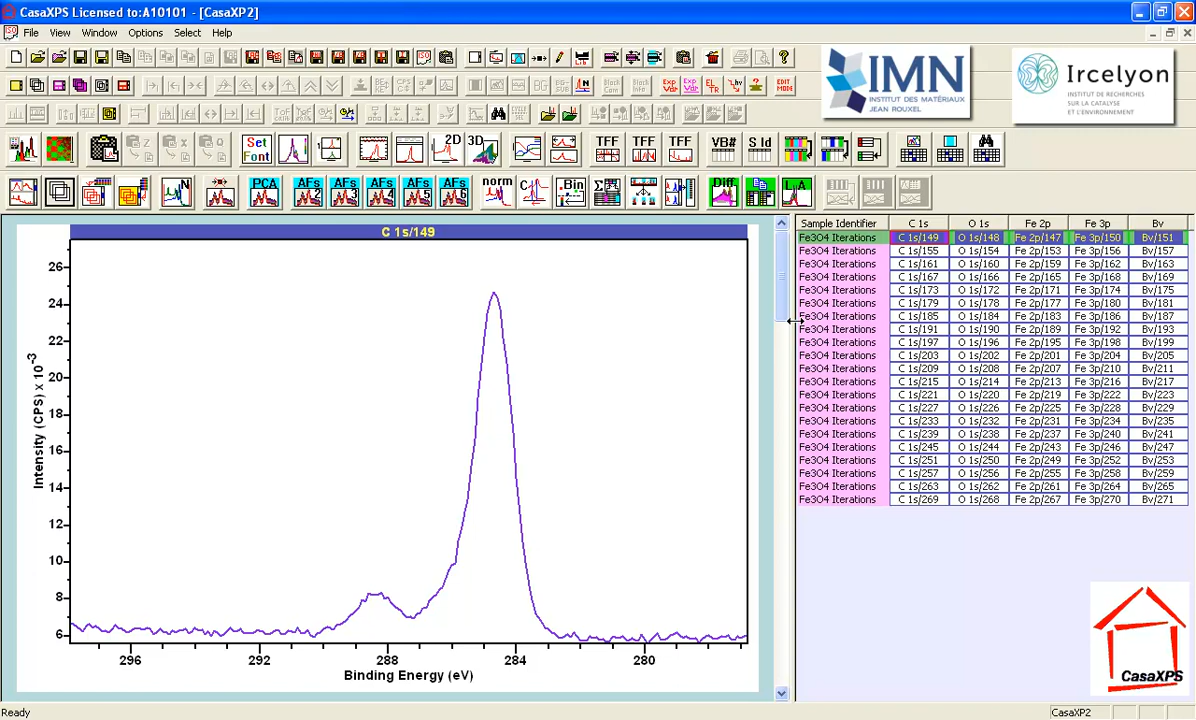 CasaXPS Licensed to:A10101 - [CasaXP2]
File View Window Options Select Help
IMN
INSTITUT DES MATÉRIAUX
JEAN ROUXEL
Ircelyon
INSTITUT DE RECHERCHES
SUR LA CATALYSE
ET L'ENVIRONNEMENT
Set Font 2D 3D TFF TFF TFF VB# S Id
PCA AFs 2 AFs 3 AFs 4 AFs 5 AFs 6 norm Bin Diff
C 1s/149
Intensity (CPS) x 10-3
26
24
22
20
18
16
14
12
10
8
6
296 292 288 284 280
Binding Energy (eV)
Sample Identifier C 1s O 1s Fe 2p Fe 3p Bv
Fe3O4 Iterations C 1s/149 O 1s/148 Fe 2p/147 Fe 3p/150 Bv/151
Fe3O4 Iterations C 1s/155 O 1s/154 Fe 2p/153 Fe 3p/156 Bv/157
Fe3O4 Iterations C 1s/161 O 1s/160 Fe 2p/159 Fe 3p/162 Bv/163
Fe3O4 Iterations C 1s/167 O 1s/166 Fe 2p/165 Fe 3p/168 Bv/169
Fe3O4 Iterations C 1s/173 O 1s/172 Fe 2p/171 Fe 3p/174 Bv/175
Fe3O4 Iterations C 1s/179 O 1s/178 Fe 2p/177 Fe 3p/180 Bv/181
Fe3O4 Iterations C 1s/185 O 1s/184 Fe 2p/183 Fe 3p/186 Bv/187
Fe3O4 Iterations C 1s/191 O 1s/190 Fe 2p/189 Fe 3p/192 Bv/193
Fe3O4 Iterations C 1s/197 O 1s/196 Fe 2p/195 Fe 3p/198 Bv/199
Fe3O4 Iterations C 1s/203 O 1s/202 Fe 2p/201 Fe 3p/204 Bv/205
Fe3O4 Iterations C 1s/209 O 1s/208 Fe 2p/207 Fe 3p/210 Bv/211
Fe3O4 Iterations C 1s/215 O 1s/214 Fe 2p/213 Fe 3p/216 Bv/217
Fe3O4 Iterations C 1s/221 O 1s/220 Fe 2p/219 Fe 3p/222 Bv/223
Fe3O4 Iterations C 1s/227 O 1s/226 Fe 2p/225 Fe 3p/228 Bv/229
Fe3O4 Iterations C 1s/233 O 1s/232 Fe 2p/231 Fe 3p/234 Bv/235
Fe3O4 Iterations C 1s/239 O 1s/238 Fe 2p/237 Fe 3p/240 Bv/241
Fe3O4 Iterations C 1s/245 O 1s/244 Fe 2p/243 Fe 3p/246 Bv/247
Fe3O4 Iterations C 1s/251 O 1s/250 Fe 2p/249 Fe 3p/252 Bv/253
Fe3O4 Iterations C 1s/257 O 1s/256 Fe 2p/255 Fe 3p/258 Bv/259
Fe3O4 Iterations C 1s/263 O 1s/262 Fe 2p/261 Fe 3p/264 Bv/265
Fe3O4 Iterations C 1s/269 O 1s/268 Fe 2p/267 Fe 3p/270 Bv/271
CasaXPS
Ready CasaXP2